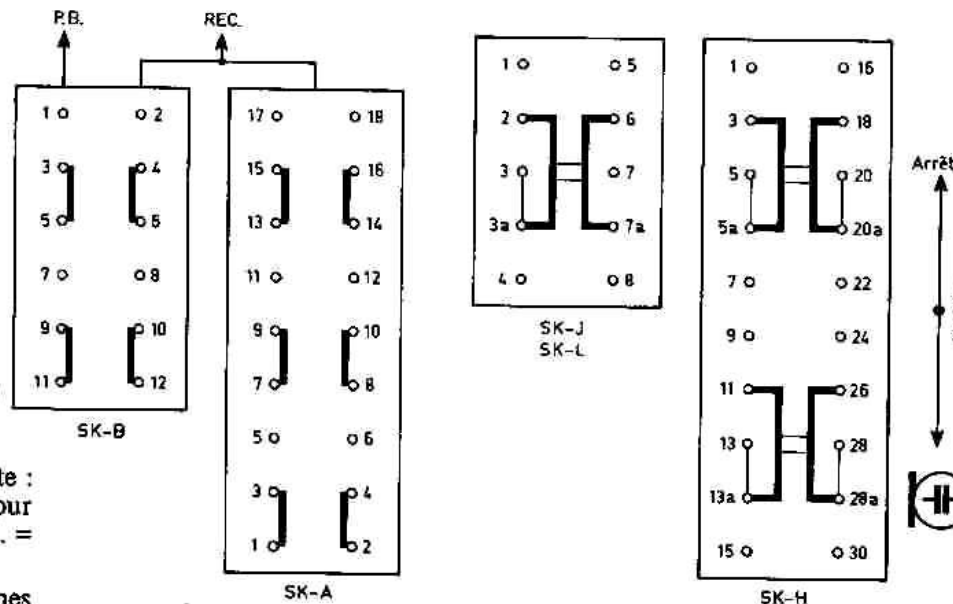 P.B.
REC.
1 2
3 4
5 6
7 8
9 10
11 12
SK-B
17 18
15 16
13 14
11 12
9 10
7 8
5 6
3 4
1 2
SK-A
1 5
2 6
3 7
3a 7a
4 8
SK-J
SK-L
1 16
3 18
5 20
5a 20a
7 22
9 24
11 26
13 28
13a 28a
15 30
SK-H
Arrêt
te :
our
. =
nes